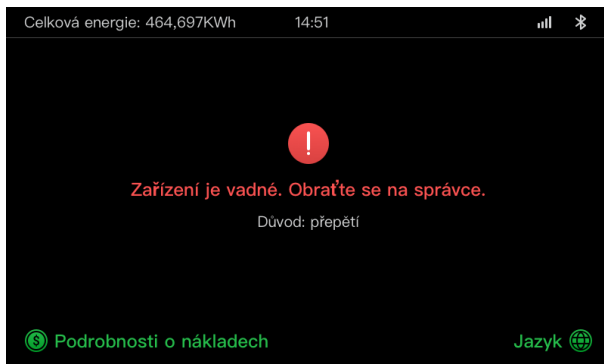 Celková energie: 464,697KWh 14:51
Zařízení je vadné. Obraťte se na správce.
Důvod: přepětí
Podrobnosti o nákladech Jazyk